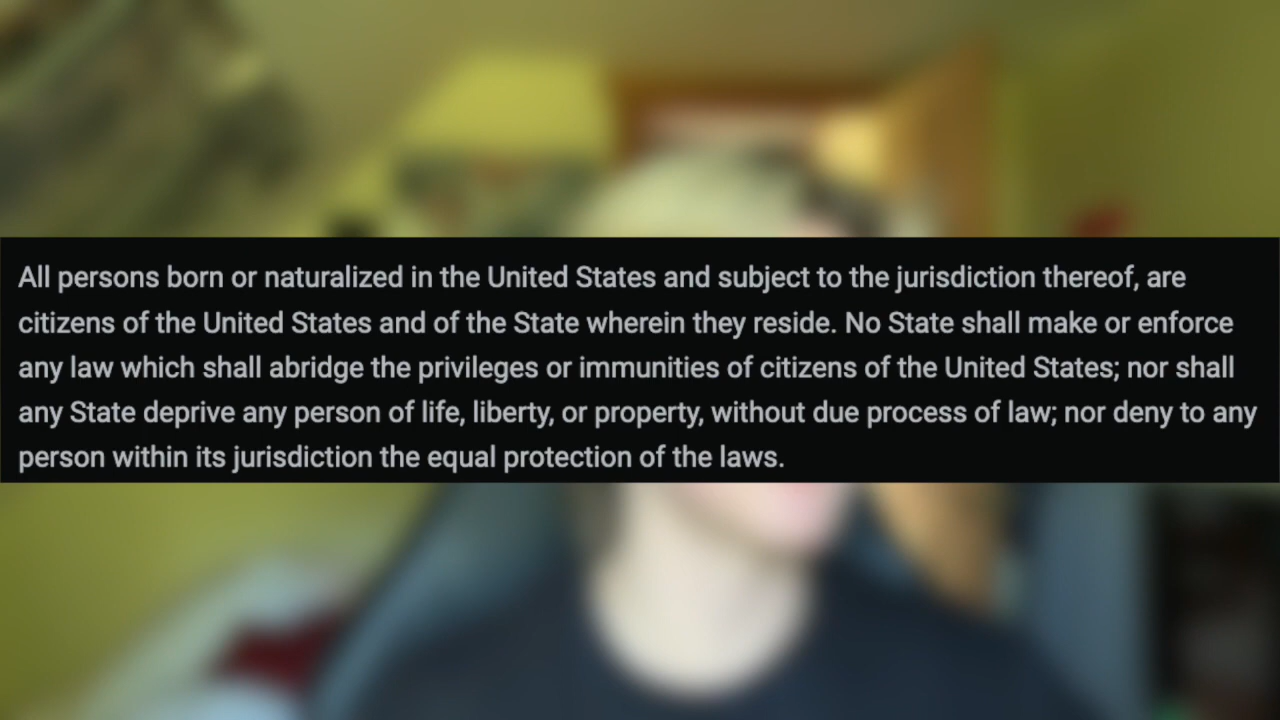 All persons born or naturalized in the United States and subject to the jurisdiction thereof, are
citizens of the United States and of the State wherein they reside. No State shall make or enforce
any law which shall abridge the privileges or immunities of citizens of the United States; nor shall
any State deprive any person of life, liberty, or property, without due process of law; nor deny to any
person within its jurisdiction the equal protection of the laws.